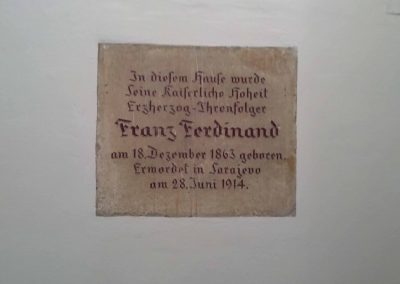 In diesem Hause wurde
Seine Kaiserliche Hoheit
Erzherzog-Thronfolger
Franz Ferdinand
am 18. Dezember 1863 geboren.
Ermordet in Sarajevo
am 28. Juni 1914.